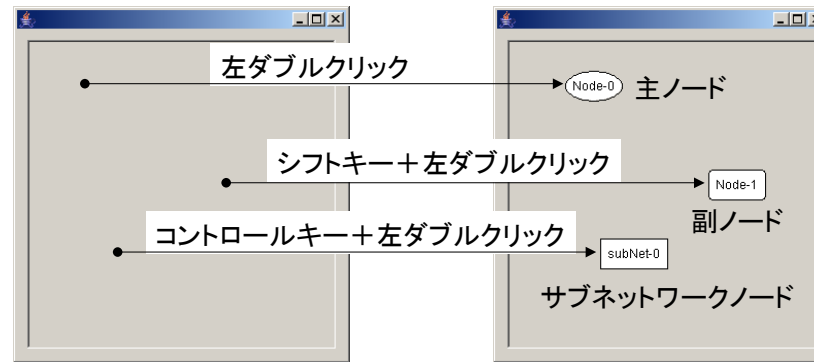 左ダブルクリック
Node-0
主ノード
シフトキー＋左ダブルクリック
Node-1
副ノード
コントロールキー＋左ダブルクリック
subNet-0
サブネットワークノード